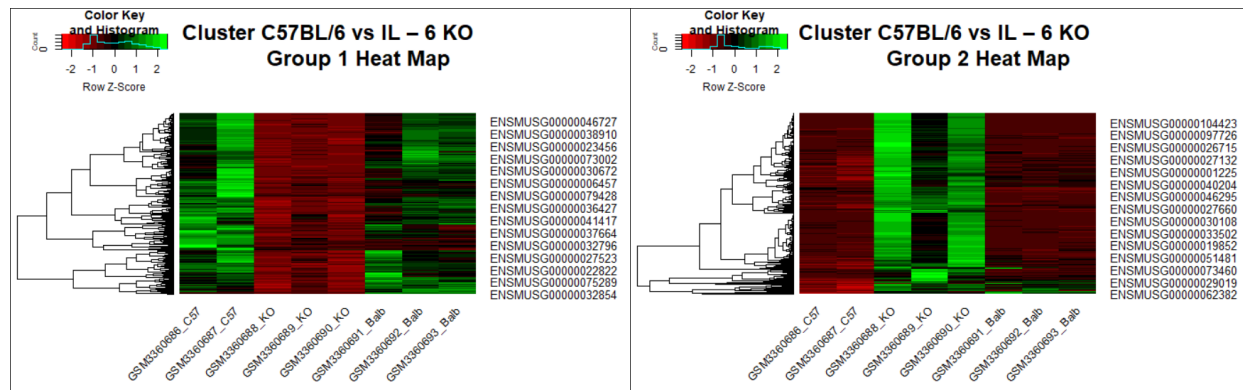 Color Key
and Histogram
Count
0
-2 -1 0 1 2
Row Z-Score
Cluster C57BL/6 vs IL – 6 KO
Group 1 Heat Map
ENSMUSG00000046727
ENSMUSG00000038910
ENSMUSG00000023456
ENSMUSG00000073002
ENSMUSG00000030672
ENSMUSG00000006457
ENSMUSG00000079428
ENSMUSG00000036427
ENSMUSG00000041417
ENSMUSG00000037664
ENSMUSG00000032796
ENSMUSG00000027523
ENSMUSG00000022822
ENSMUSG00000075289
ENSMUSG00000032854
GSM3360686_C57
GSM3360687_C57
GSM3360688_KO
GSM3360689_KO
GSM3360690_KO
GSM3360691_Balb
GSM3360692_Balb
GSM3360693_Balb
Color Key
and Histogram
Count
0
-2 -1 0 1 2
Row Z-Score
Cluster C57BL/6 vs IL – 6 KO
Group 2 Heat Map
ENSMUSG00000104423
ENSMUSG00000097726
ENSMUSG00000026715
ENSMUSG00000027132
ENSMUSG00000001225
ENSMUSG00000040204
ENSMUSG00000046295
ENSMUSG00000027660
ENSMUSG00000030108
ENSMUSG00000033502
ENSMUSG00000019852
ENSMUSG00000051481
ENSMUSG00000073460
ENSMUSG00000029019
ENSMUSG00000062382
GSM3360686_C57
GSM3360687_C57
GSM3360688_KO
GSM3360689_KO
GSM3360690_KO
GSM3360691_Balb
GSM3360692_Balb
GSM3360693_Balb